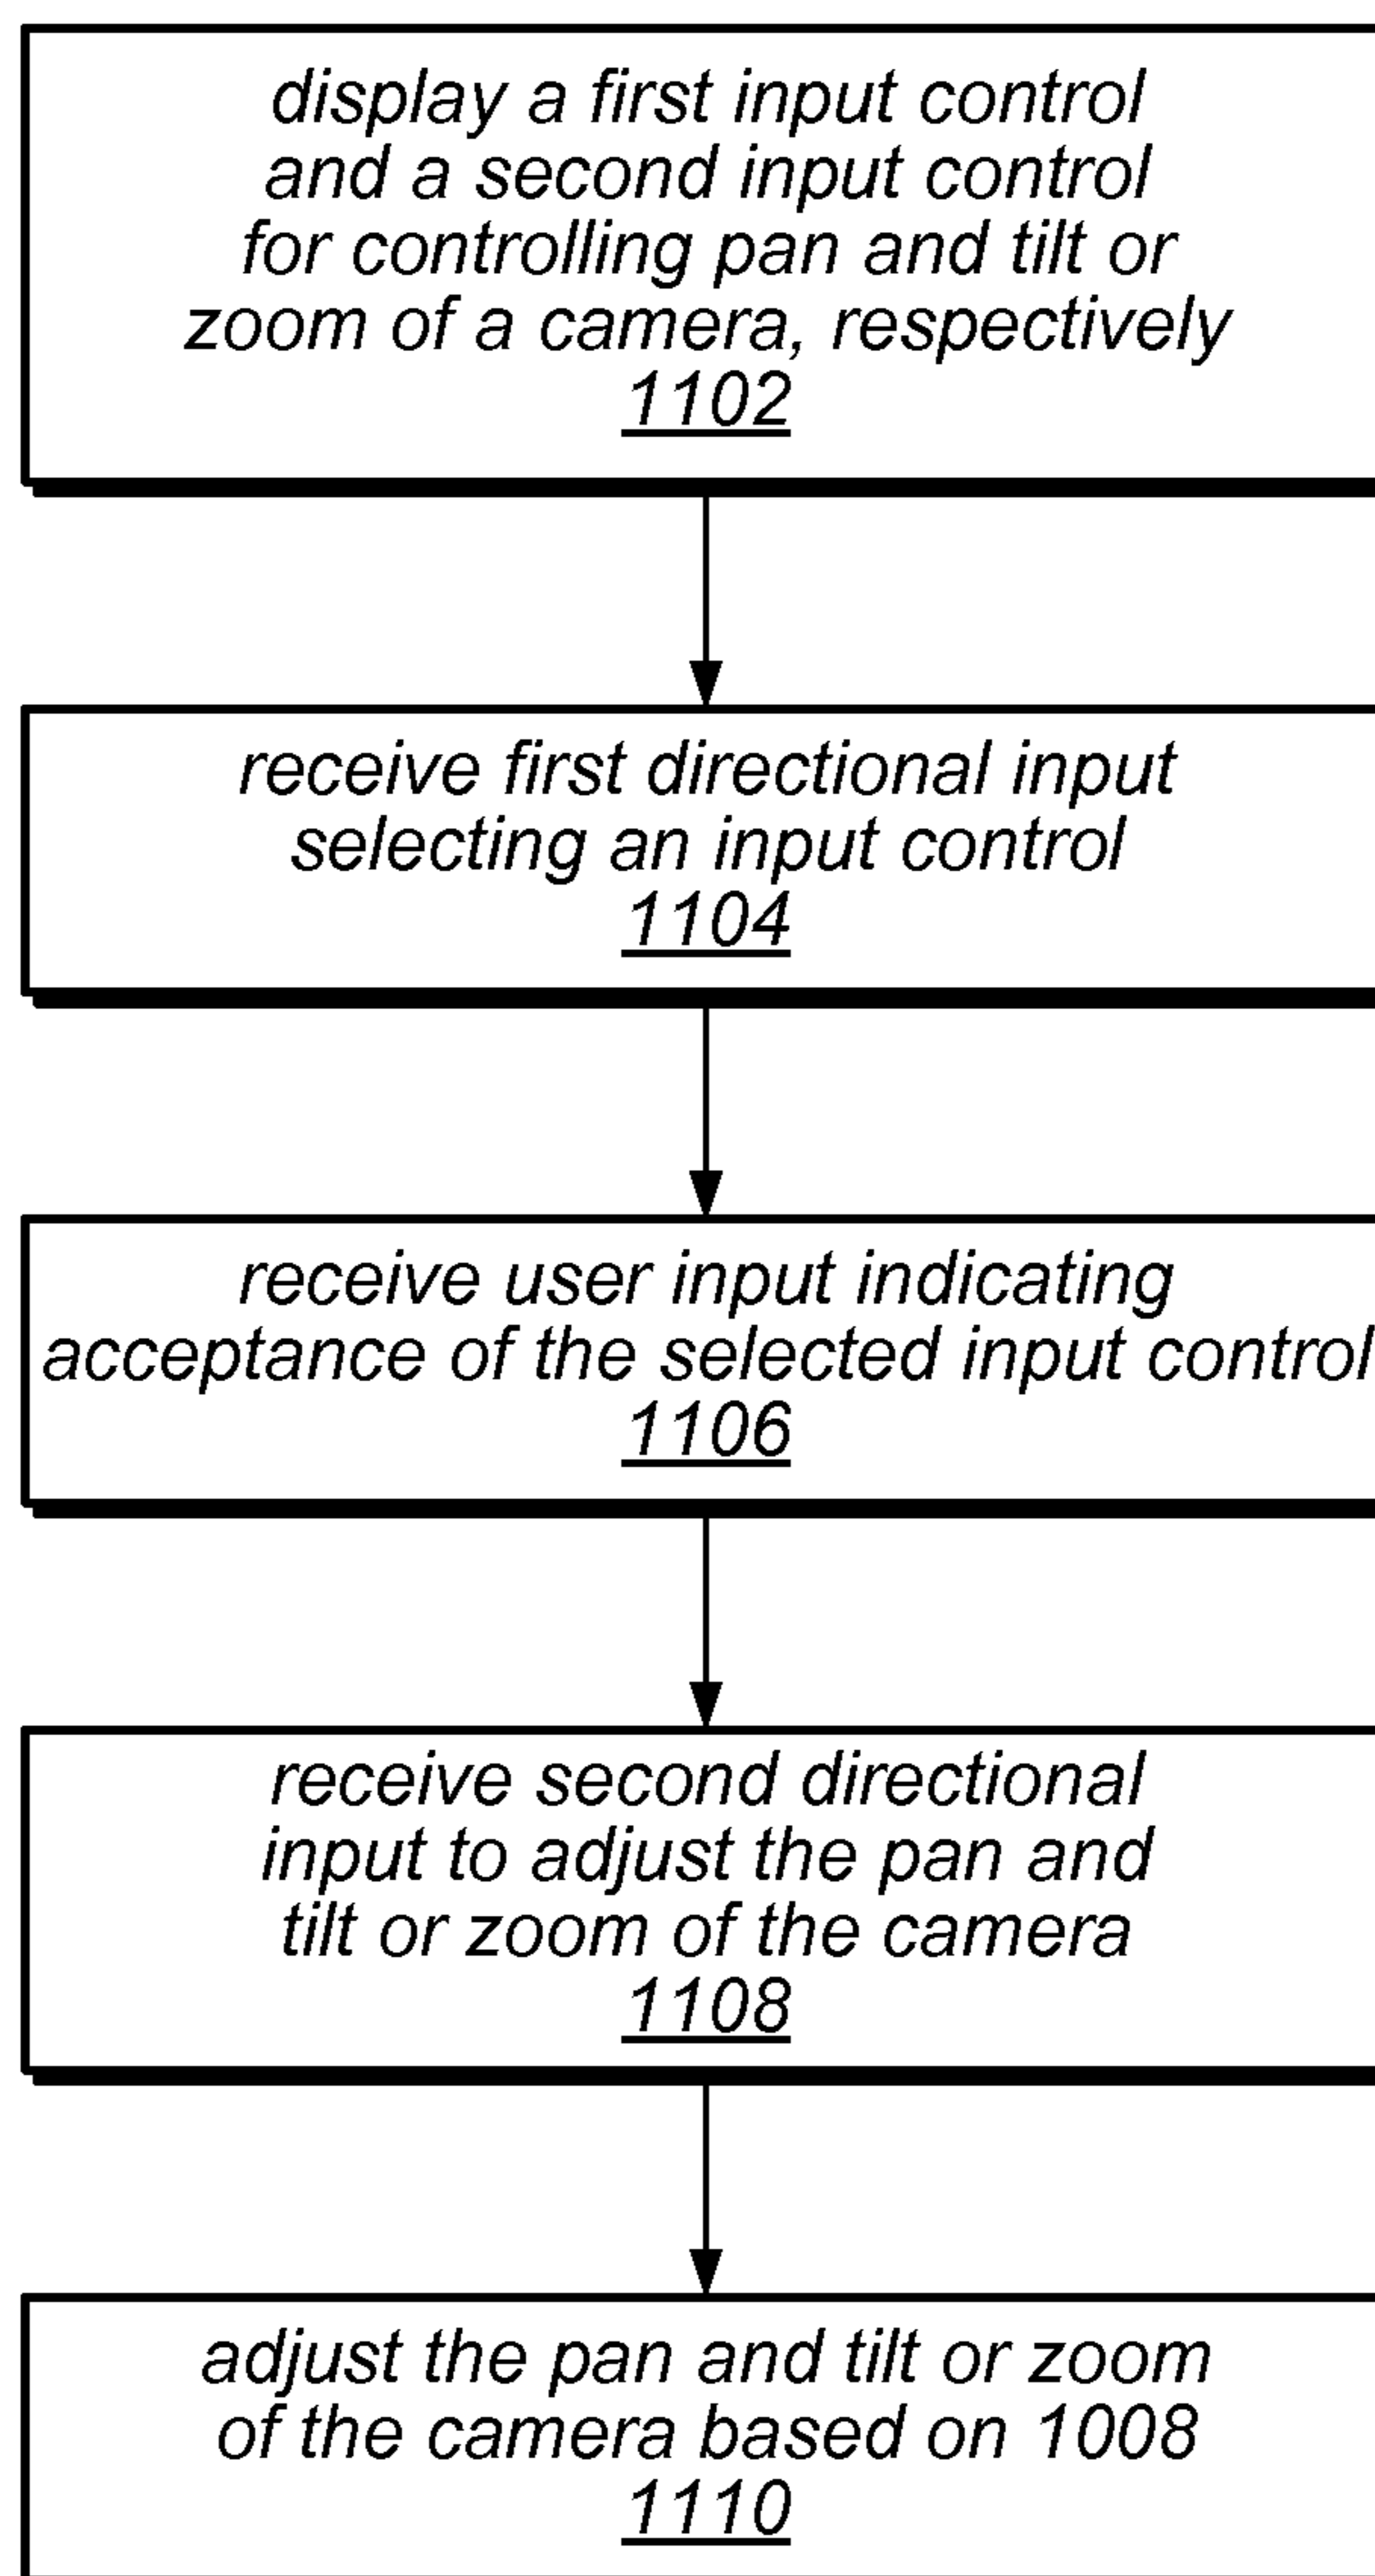 display a first input control
and a second input control
for controlling pan and tilt or
zoom of a camera, respectively
1102
receive first directional input
selecting an input control
1104
receive user input indicating
acceptance of the selected input control
1106
receive second directional
input to adjust the pan and
tilt or zoom of the camera
1108
adjust the pan and tilt or zoom
of the camera based on 1008
1110